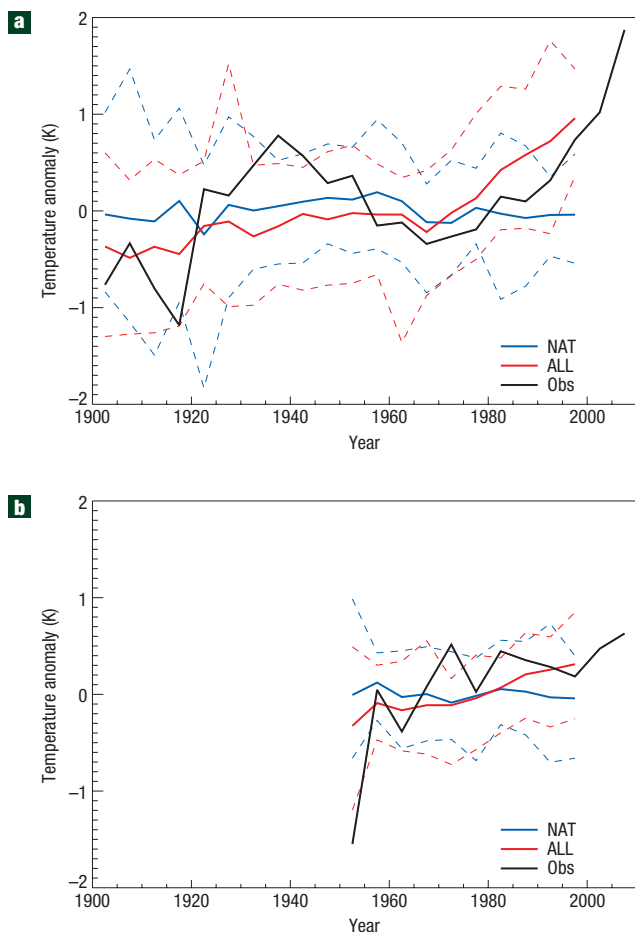 a
2
1
0
−1
−2
Temperature anomaly (K)
NAT
ALL
Obs
1900 1920 1940 1960 1980 2000
Year
b
2
1
0
−1
−2
Temperature anomaly (K)
NAT
ALL
Obs
1900 1920 1940 1960 1980 2000
Year